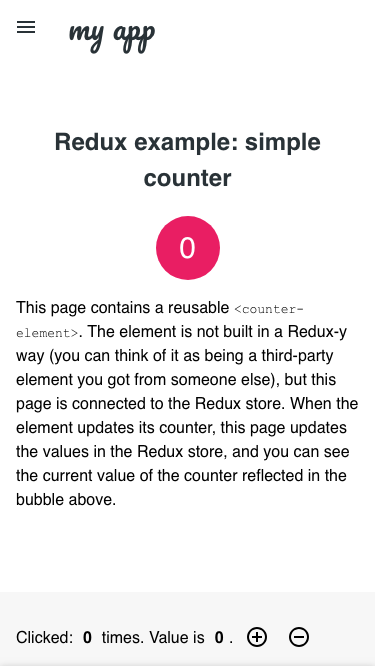 my app
Redux example: simple
counter
0
This page contains a reusable <counter-
element>. The element is not built in a Redux-y
way (you can think of it as being a third-party
element you got from someone else), but this
page is connected to the Redux store. When the
element updates its counter, this page updates
the values in the Redux store, and you can see
the current value of the counter reflected in the
bubble above.
Clicked: 0 times. Value is 0 .